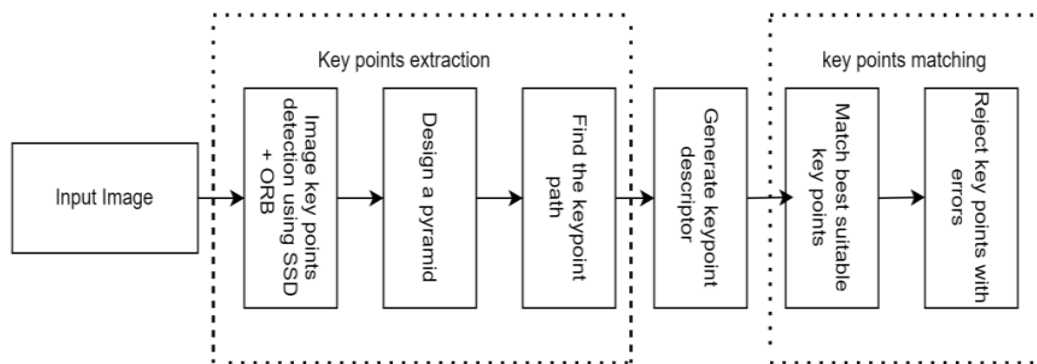 Key points extraction
key points matching
Input Image
Image key points
detection using SSD
+ ORB
Design a pyramid
Find the keypoint
path
Generate keypoint
descriptor
Match best suitable
key points
Reject key points with
errors